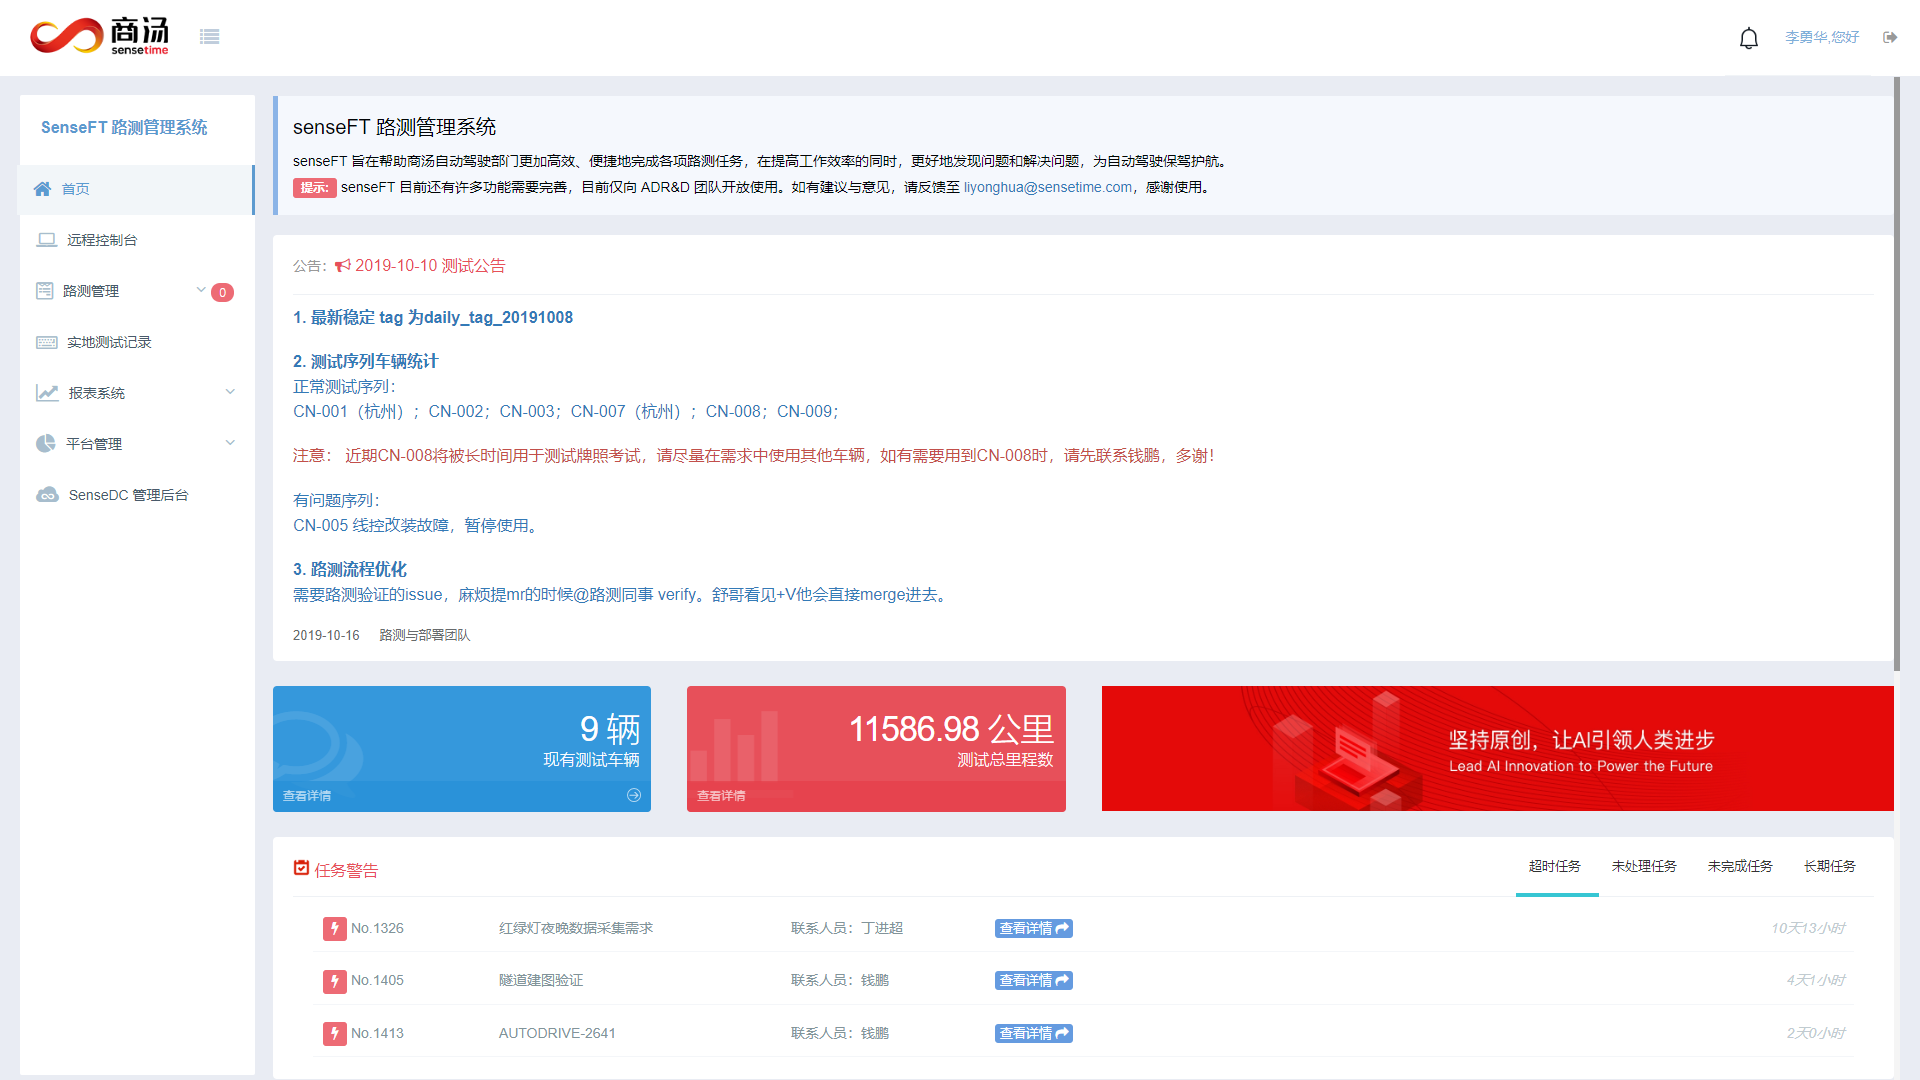 商汤
sensetime
李勇华,您好
SenseFT 路测管理系统
首页
远程控制台
路测管理
0
实地测试记录
报表系统
平台管理
SenseDC 管理后台
senseFT 路测管理系统
senseFT 旨在帮助商汤自动驾驶部门更加高效、便捷地完成各项路测任务，在提高工作效率的同时，更好地发现问题和解决问题，为自动驾驶保驾护航。
提示: senseFT 目前还有许多功能需要完善，目前仅向 ADR&D 团队开放使用。如有建议与意见，请反馈至 liyonghua@sensetime.com，感谢使用。
公告： 2019-10-10 测试公告
1. 最新稳定 tag 为daily_tag_20191008
2. 测试序列车辆统计
正常测试序列：
CN-001（杭州）；CN-002；CN-003；CN-007（杭州）；CN-008；CN-009；
注意： 近期CN-008将被长时间用于测试牌照考试，请尽量在需求中使用其他车辆，如有需要用到CN-008时，请先联系钱鹏，多谢！
有问题序列：
CN-005 线控改装故障，暂停使用。
3. 路测流程优化
需要路测验证的issue，麻烦提mr的时候@路测同事 verify。舒哥看见+V他会直接merge进去。
2019-10-16 路测与部署团队
9 辆
现有测试车辆
查看详情
11586.98 公里
测试总里程数
查看详情
坚持原创，让AI引领人类进步
Lead AI Innovation to Power the Future
任务警告
超时任务 未处理任务 未完成任务 长期任务
No.1326 红绿灯夜晚数据采集需求 联系人员：丁进超 查看详情 10天13小时
No.1405 隧道建图验证 联系人员：钱鹏 查看详情 4天1小时
No.1413 AUTODRIVE-2641 联系人员：钱鹏 查看详情 2天0小时